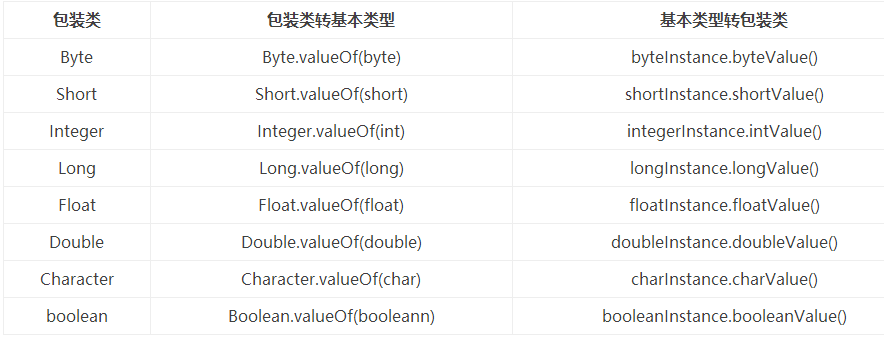 包装类 包装类转基本类型 基本类型转包装类
Byte Byte.valueOf(byte) byteInstance.byteValue()
Short Short.valueOf(short) shortInstance.shortValue()
Integer Integer.valueOf(int) integerInstance.intValue()
Long Long.valueOf(long) longInstance.longValue()
Float Float.valueOf(float) floatInstance.floatValue()
Double Double.valueOf(double) doubleInstance.doubleValue()
Character Character.valueOf(char) charInstance.charValue()
boolean Boolean.valueOf(booleann) booleanInstance.booleanValue()